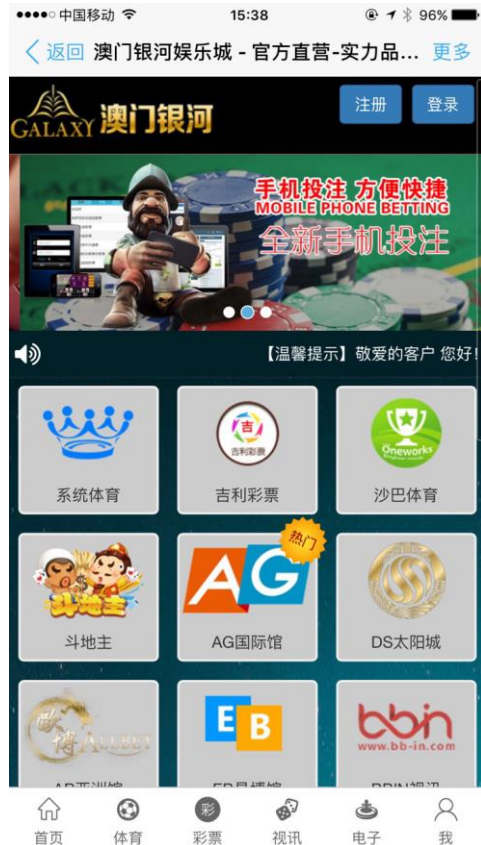 中国移动 15:38 96%
返回 澳门银河娱乐城 - 官方直营-实力品... 更多
GALAXY 澳门银河 注册 登录
手机投注 方便快捷
MOBILE PHONE BETTING
全新手机投注
【温馨提示】敬爱的客户 您好!
吉
吉利彩票
Oneworks
系统体育 吉利彩票 沙巴体育
热门
斗地主 AG
斗地主 AG国际馆 DS太阳城
欧博 ALLBET EB bbin
www.bb-in.com
彩
首页 体育 彩票 视讯 电子 我